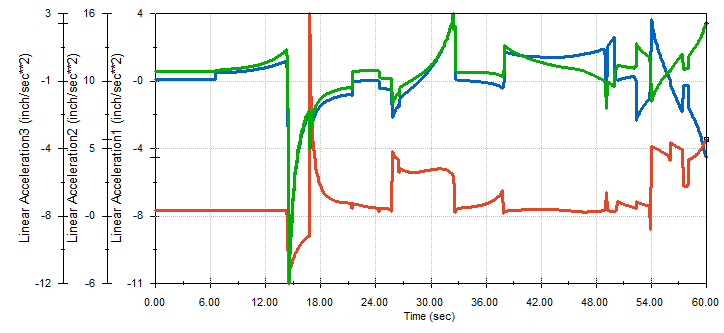 3 16 4
-1 10 -0
-4 5 -4
-8 -0 -8
-12 -6 -11
Linear Acceleration3 (inch/sec**2)
Linear Acceleration2 (inch/sec**2)
Linear Acceleration1 (inch/sec**2)
0.00 6.00 12.00 18.00 24.00 30.00 36.00 42.00 48.00 54.00 60.00
Time (sec)